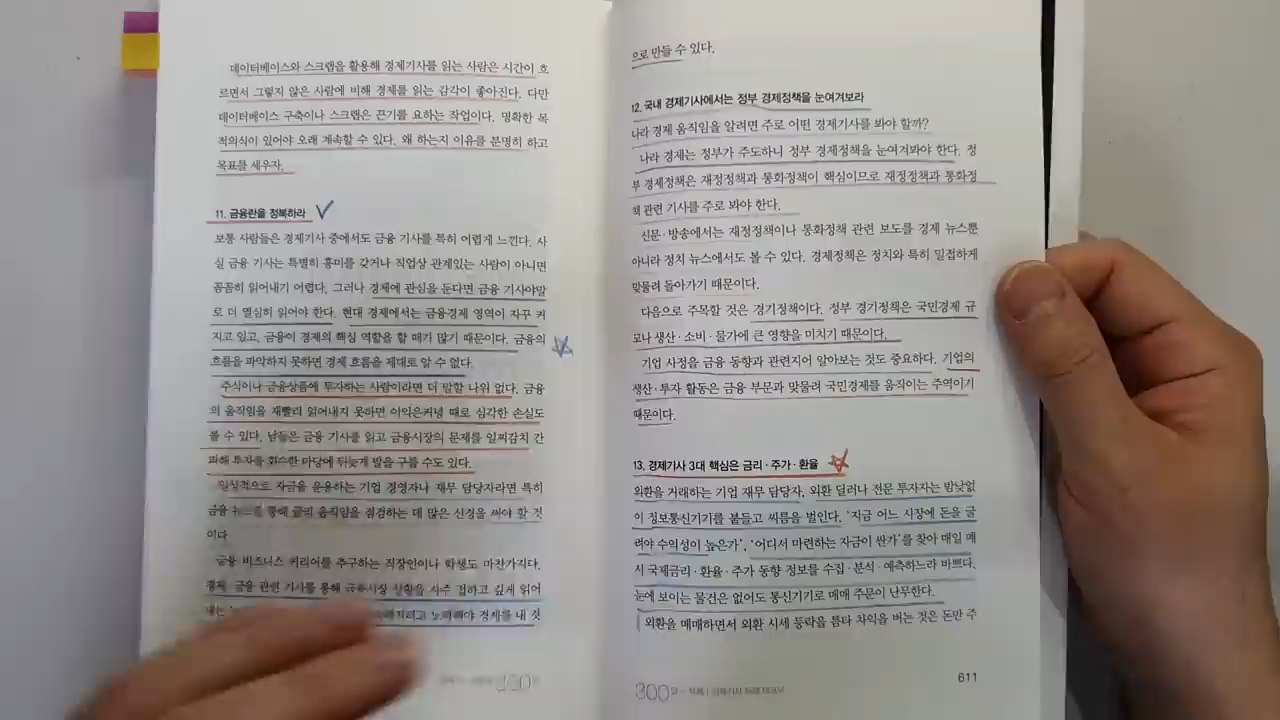 데이터베이스와 스크랩을 활용해 경제기사를 읽는 사람은 시간이 흐
르면서 그렇지 않은 사람에 비해 경제를 읽는 감각이 좋아진다. 다만
데이터베이스 구축이나 스크랩은 끈기를 요하는 작업이다. 명확한 목
적의식이 있어야 오래 계속할 수 있다. 왜 하는지 이유를 분명히 하고
목표를 세우자.
11. 금융란을 정복하라
보통 사람들은 경제기사 중에서도 금융 기사를 특히 어렵게 느낀다. 사
실 금융 기사는 특별히 흥미를 갖거나 직업상 관계있는 사람이 아니면
꼼꼼히 읽어내기 어렵다. 그러나 경제에 관심을 둔다면 금융 기사야말
로 더 열심히 읽어야 한다. 현대 경제에서는 금융경제 영역이 자꾸 커
지고 있고, 금융이 경제의 핵심 역할을 할 때가 많기 때문이다. 금융의
흐름을 파악하지 못하면 경제 흐름을 제대로 알 수 없다.
주식이나 금융상품에 투자하는 사람이라면 더 말할 나위 없다. 금융
의 움직임을 재빨리 읽어내지 못하면 이익은커녕 때로 심각한 손실도
볼 수 있다. 남들은 금융 기사를 읽고 금융시장의 문제를 일찌감치 간
파해 투자를 회수한 마당에 뒤늦게 발을 구를 수도 있다.
일상적으로 자금을 운용하는 기업 경영자나 재무 담당자라면 특히
금융 뉴스를 통해 금리 움직임을 점검하는 데 많은 신경을 써야 할 것
이다.
금융 비즈니스 커리어를 추구하는 직장인이나 학생도 마찬가지다.
경제·금융 관련 기사를 통해 금융시장 상황을 자주 접하고 깊게 읽어
내는 노력해야 경제를 내 것
으로 만들 수 있다.
12. 국내 경제기사에서는 정부 경제정책을 눈여겨보라
나라 경제 움직임을 알려면 주로 어떤 경제기사를 봐야 할까?
나라 경제는 정부가 주도하니 정부 경제정책을 눈여겨봐야 한다. 정
부 경제정책은 재정정책과 통화정책이 핵심이므로 재정정책과 통화정
책 관련 기사를 주로 봐야 한다.
신문·방송에서는 재정정책이나 통화정책 관련 보도를 경제 뉴스뿐
아니라 정치 뉴스에서도 볼 수 있다. 경제정책은 정치와 특히 밀접하게
맞물려 돌아가기 때문이다.
다음으로 주목할 것은 경기정책이다. 정부 경기정책은 국민경제 규
모나 생산·소비·물가에 큰 영향을 미치기 때문이다.
기업 사정을 금융 동향과 관련지어 알아보는 것도 중요하다. 기업의
생산·투자 활동은 금융 부문과 맞물려 국민경제를 움직이는 주역이기
때문이다.
13. 경제기사 3대 핵심은 금리·주가·환율
외환을 거래하는 기업 재무 담당자, 외환 딜러나 전문 투자자는 밤낮없
이 정보통신기기를 붙들고 씨름을 벌인다. '지금 어느 시장에 돈을 굴
려야 수익성이 높은가', '어디서 마련하는 자금이 싼가'를 찾아 매일 매
시 국제금리·환율·주가 동향 정보를 수집·분석·예측하느라 바쁘다.
눈에 보이는 물건은 없어도 통신기기로 매매 주문이 난무한다.
외환을 매매하면서 외환 시세 등락을 틈타 차익을 버는 것은 돈만 주
300
611